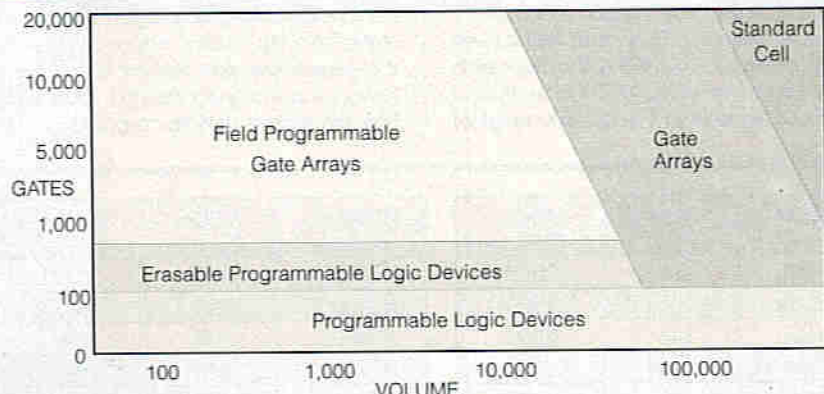 20,000
10,000
5,000
GATES
1,000
100
0
Field Programmable
Gate Arrays
Standard
Cell
Gate
Arrays
Erasable Programmable Logic Devices
Programmable Logic Devices
100
1,000
10,000
100,000
VOLUME